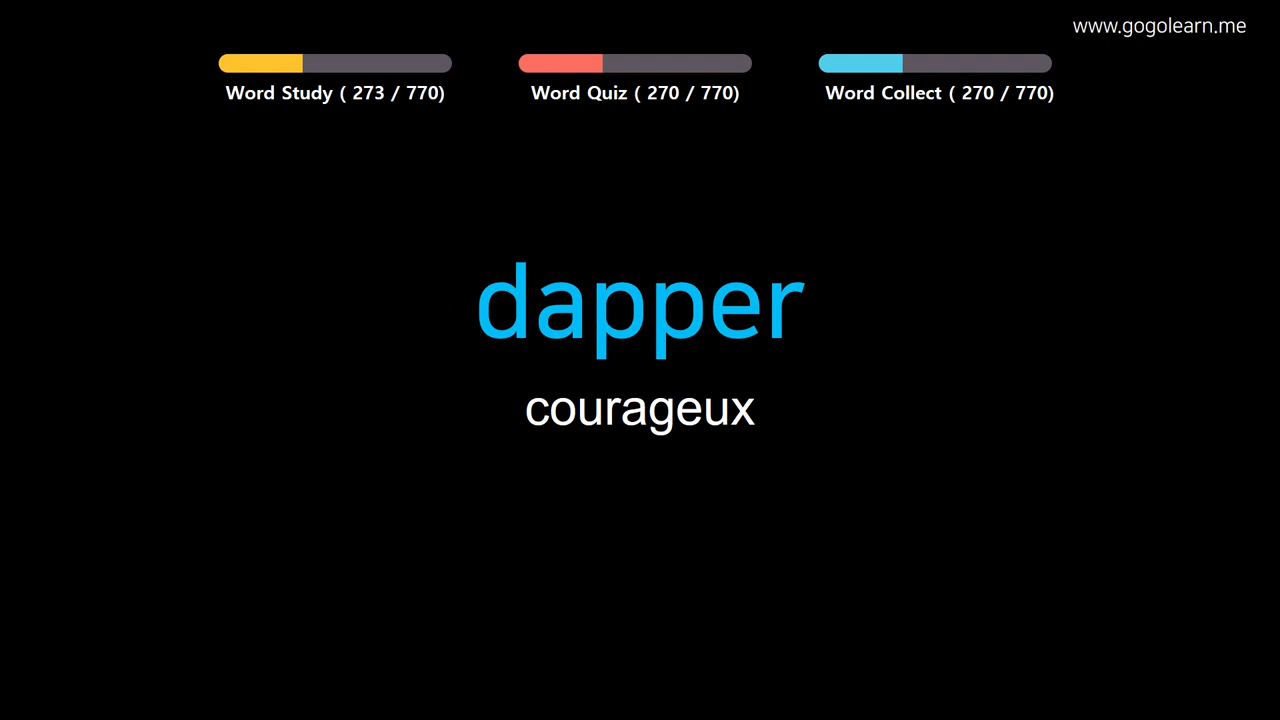 www.gogolearn.me
Word Study ( 273 / 770)
Word Quiz ( 270 / 770)
Word Collect ( 270 / 770)
dapper
courageux